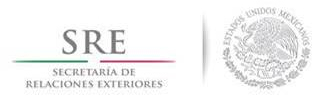 SRE
SECRETARÍA DE
RELACIONES EXTERIORES
ESTADOS UNIDOS MEXICANOS